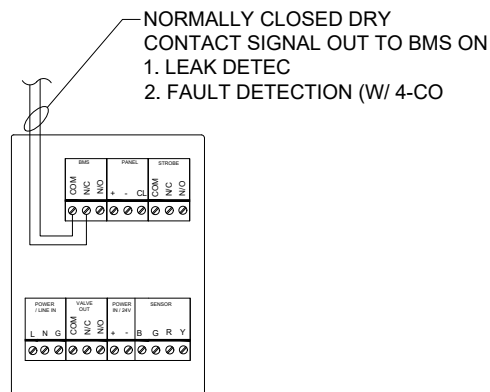 NORMALLY CLOSED DRY
CONTACT SIGNAL OUT TO BMS ON
1. LEAK DETEC
2. FAULT DETECTION (W/ 4-CO
BMS PANEL STROBE
COM N/C N/O + - CL COM N/C N/O
POWER / LINE IN VALVE OUT POWER IN / 24V SENSOR
L N G COM N/C N/O + - B G R Y